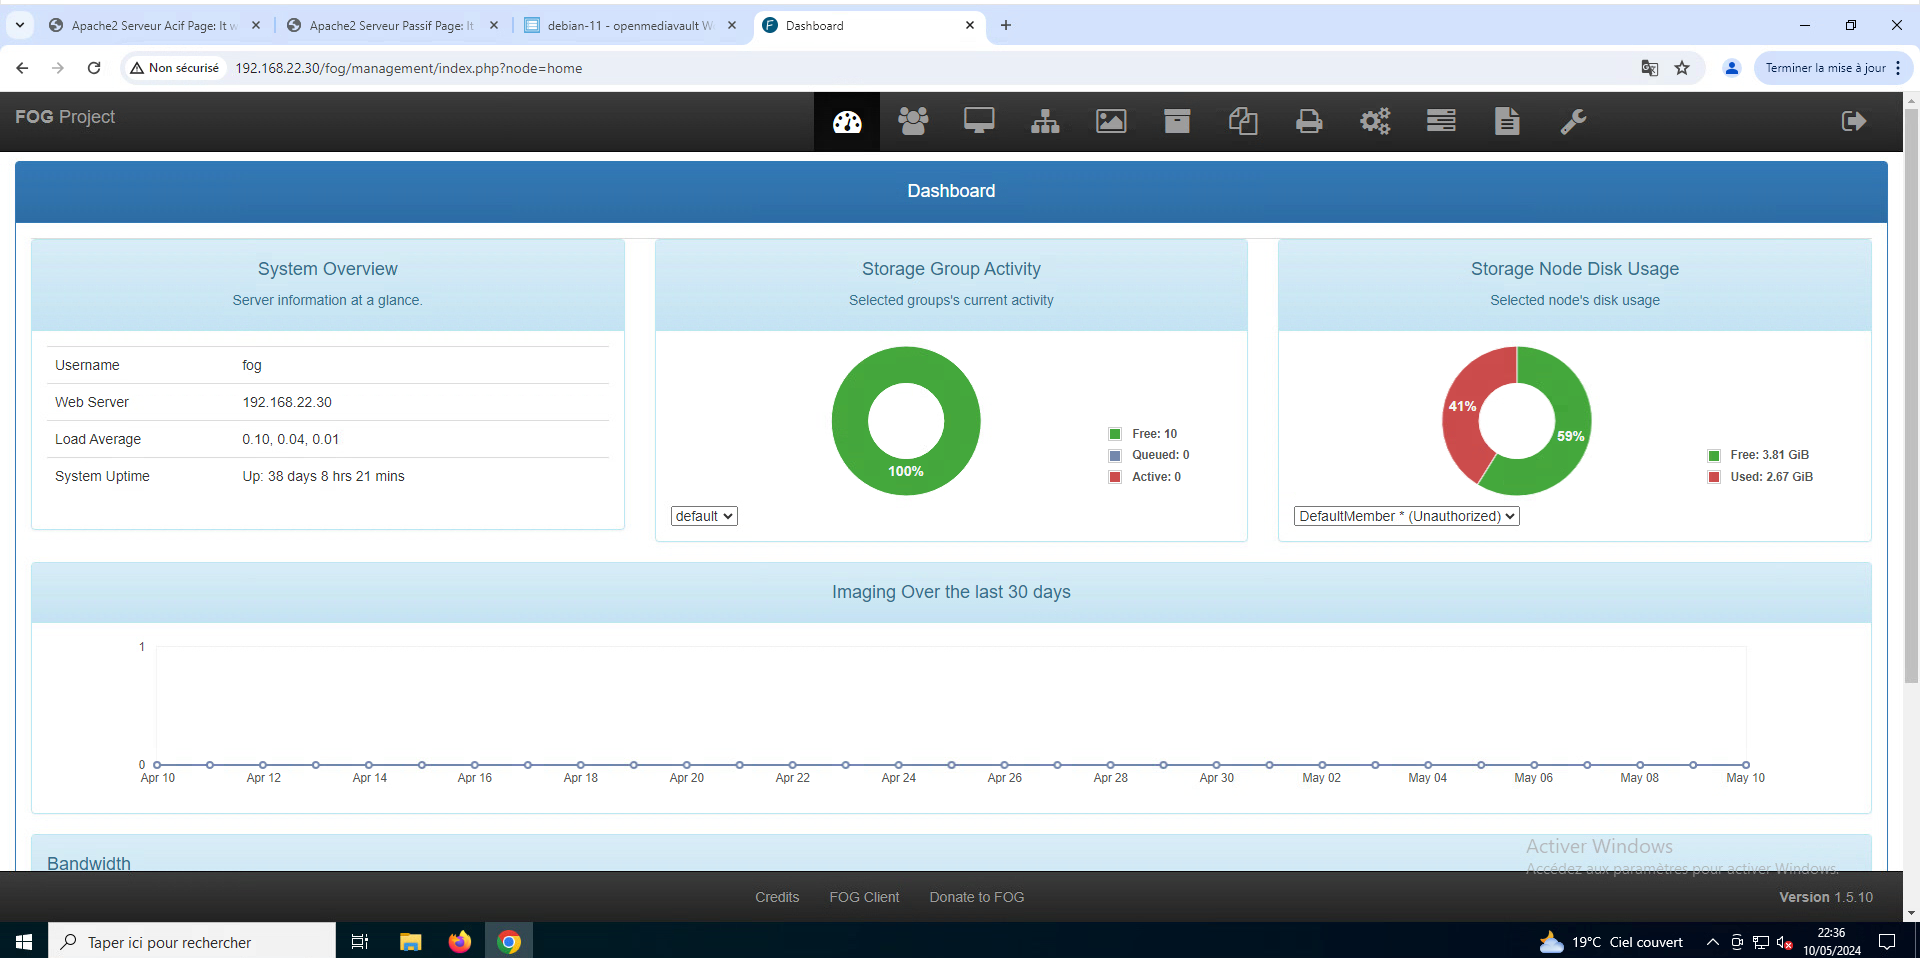 Apache2 Serveur Acif Page: It w
Apache2 Serveur Passif Page: It
debian-11 - openmediavault W
Dashboard
Non sécurisé
192.168.22.30/fog/management/index.php?node=home
Terminer la mise à jour
FOG Project
Dashboard
System Overview
Server information at a glance.
Username fog
Web Server 192.168.22.30
Load Average 0.10, 0.04, 0.01
System Uptime Up: 38 days 8 hrs 21 mins
Storage Group Activity
Selected groups's current activity
100%
Free: 10
Queued: 0
Active: 0
default
Storage Node Disk Usage
Selected node's disk usage
41%
59%
Free: 3.81 GiB
Used: 2.67 GiB
DefaultMember * (Unauthorized)
Imaging Over the last 30 days
1
0
Apr 10 Apr 12 Apr 14 Apr 16 Apr 18 Apr 20 Apr 22 Apr 24 Apr 26 Apr 28 Apr 30 May 02 May 04 May 06 May 08 May 10
Bandwidth
Activer Windows
Accédez aux paramètres pour activer Windows.
Credits FOG Client Donate to FOG
Version 1.5.10
Taper ici pour rechercher
19°C Ciel couvert
22:36
10/05/2024